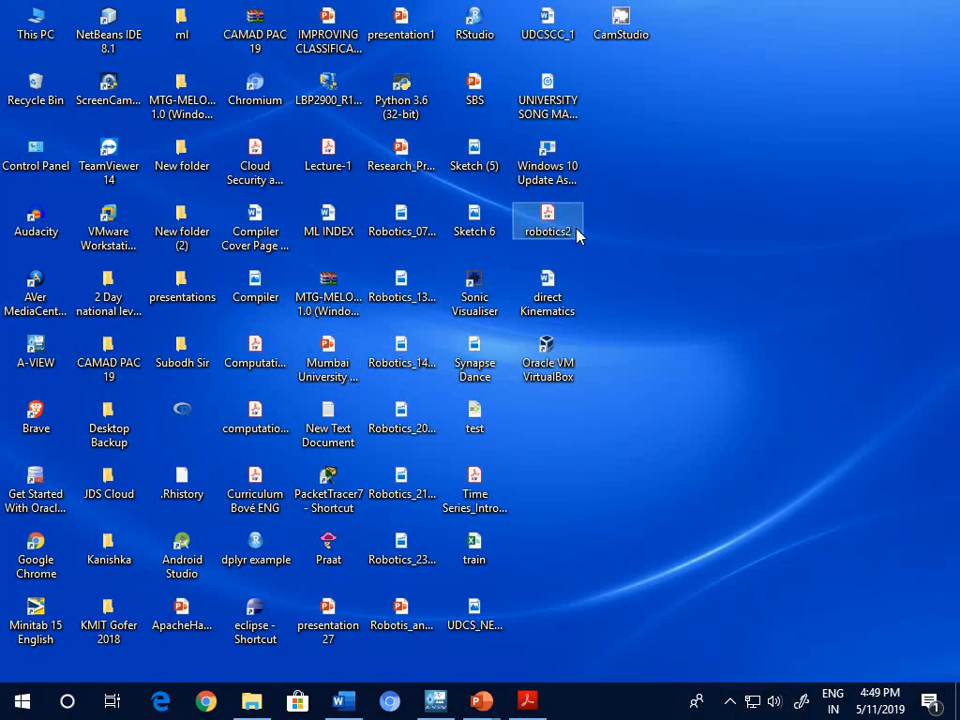 This PC
NetBeans IDE
8.1
ml
CAMAD PAC
19
IMPROVING
CLASSIFICA...
presentation1
RStudio
UDCSCC_1
CamStudio
Recycle Bin
ScreenCam...
MTG-MELO...
1.0 (Windo...
Chromium
LBP2900_R1...
Python 3.6
(32-bit)
SBS
UNIVERSITY
SONG MA...
Control Panel
TeamViewer
14
New folder
Cloud
Security a...
Lecture-1
Research_Pr...
Sketch (5)
Windows 10
Update As...
Audacity
VMware
Workstati...
New folder
(2)
Compiler
Cover Page ...
ML INDEX
Robotics_07...
Sketch 6
robotics2
AVer
MediaCent...
2 Day
national lev...
presentations
Compiler
MTG-MELO...
1.0 (Windo...
Robotics_13...
Sonic
Visualiser
direct
Kinematics
A-VIEW
CAMAD PAC
19
Subodh Sir
Computati...
Mumbai
University ...
Robotics_14...
Synapse
Dance
Oracle VM
VirtualBox
Brave
Desktop
Backup
computatio...
New Text
Document
Robotics_20...
test
Get Started
With Oracl...
JDS Cloud
.Rhistory
Curriculum
Bové ENG
PacketTracer7
- Shortcut
Robotics_21...
Time
Series_Intro...
Google
Chrome
Kanishka
Android
Studio
dplyr example
Praat
Robotics_23...
train
Minitab 15
English
KMIT Gofer
2018
ApacheHa...
eclipse -
Shortcut
presentation
27
Robotis_an...
UDCS_NE...
ENG
IN
4:49 PM
5/11/2019
1